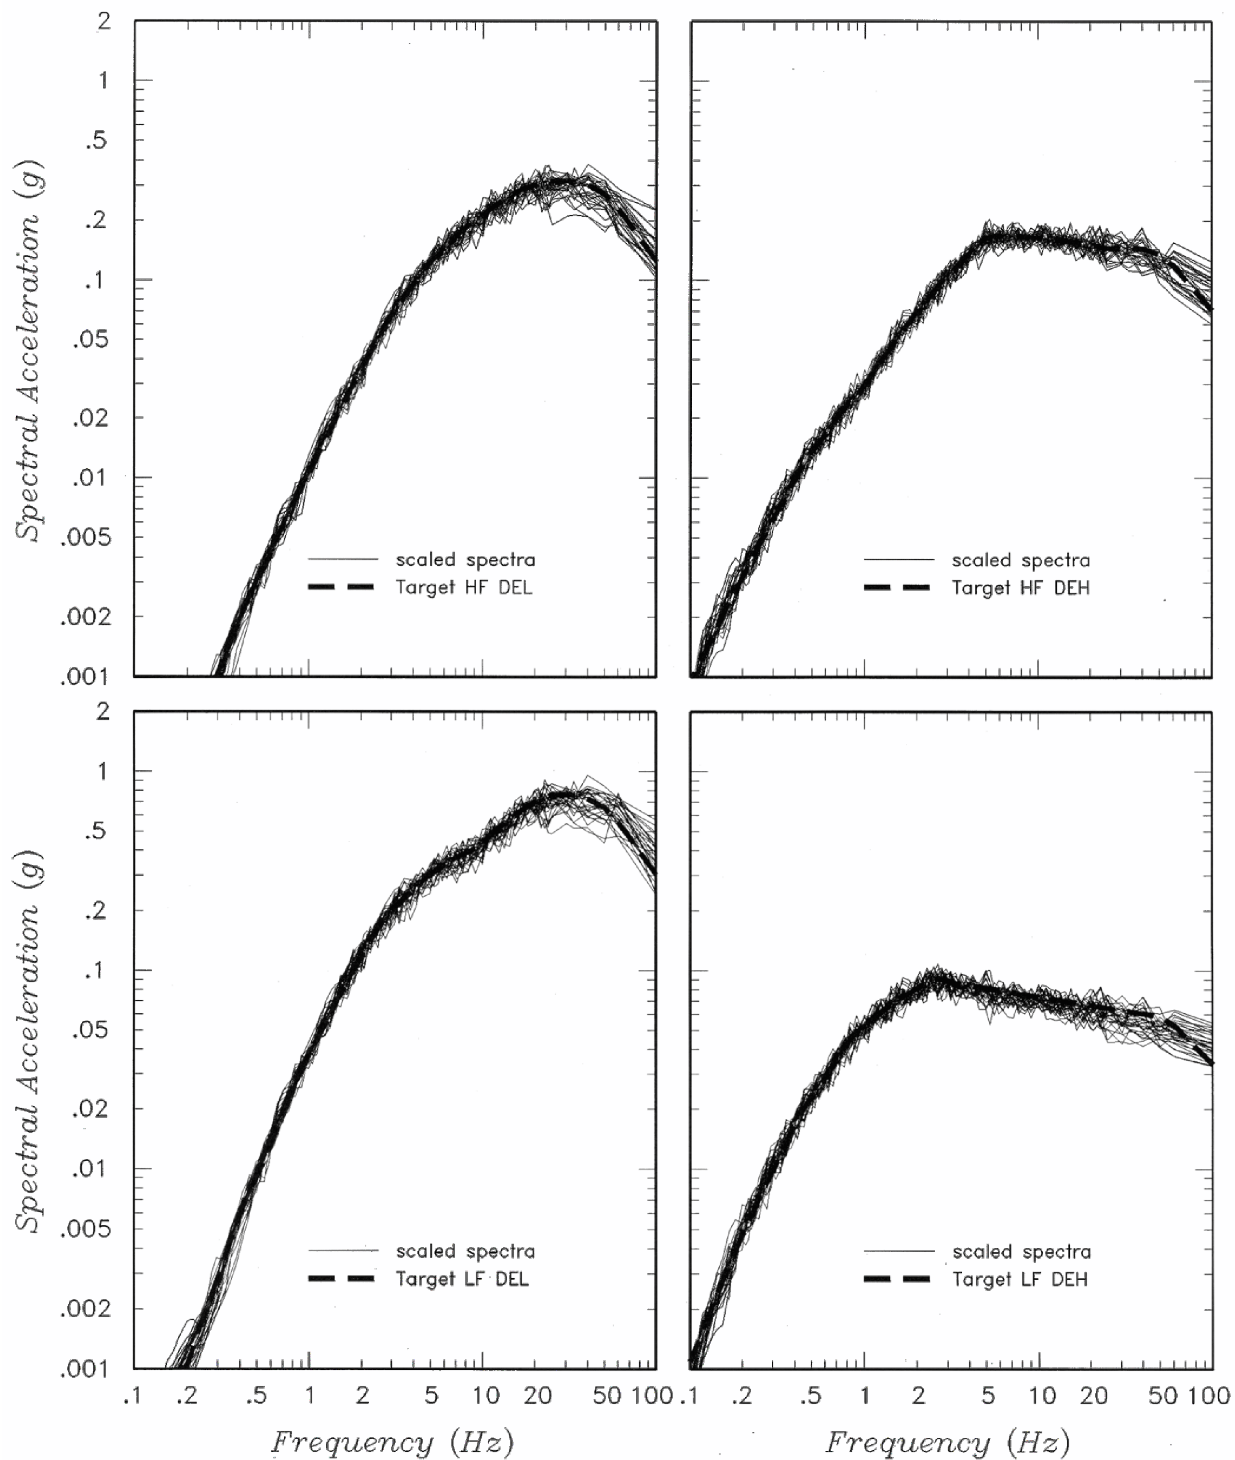 2
1
.5
.2
.1
.05
.02
.01
.005
.002
.001
Spectral Acceleration (g)
scaled spectra
Target HF DEL
scaled spectra
Target HF DEH
2
1
.5
.2
.1
.05
.02
.01
.005
.002
.001
Spectral Acceleration (g)
scaled spectra
Target LF DEL
scaled spectra
Target LF DEH
.1 .2 .5 1 2 5 10 20 50 100
.1 .2 .5 1 2 5 10 20 50 100
Frequency (Hz)
Frequency (Hz)